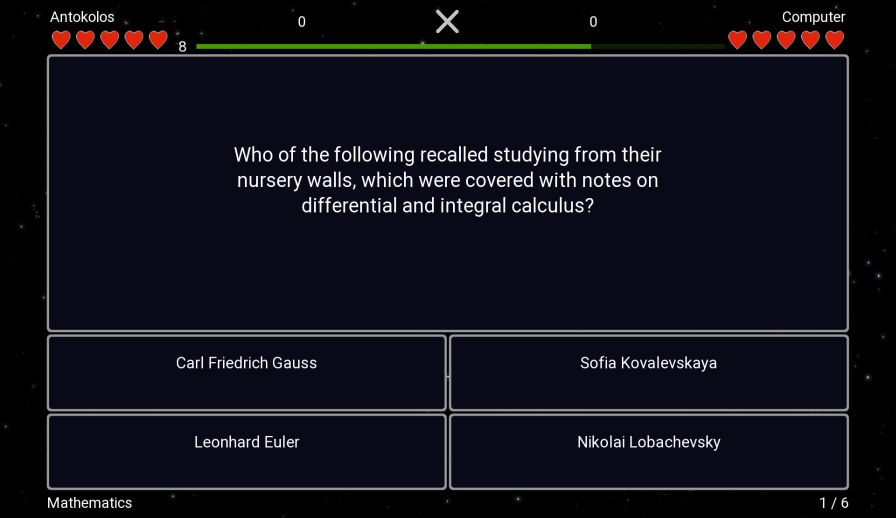 Antokolos
0
0
Computer
8
Who of the following recalled studying from their
nursery walls, which were covered with notes on
differential and integral calculus?
Carl Friedrich Gauss
Sofia Kovalevskaya
Leonhard Euler
Nikolai Lobachevsky
Mathematics
1 / 6